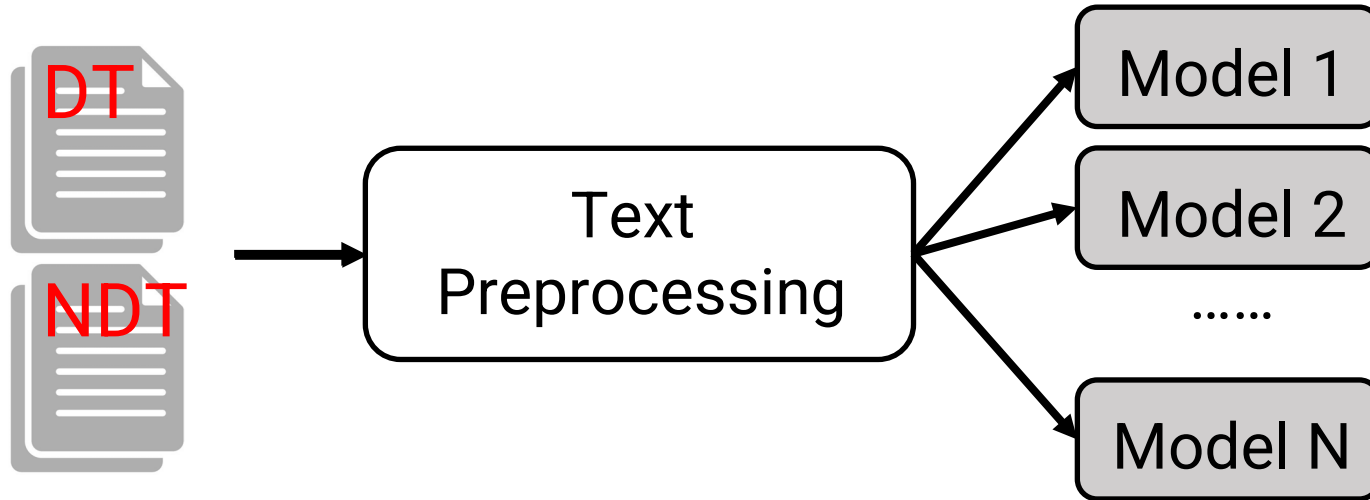 DT
NDT
Text
Preprocessing
Model 1
Model 2
......
Model N